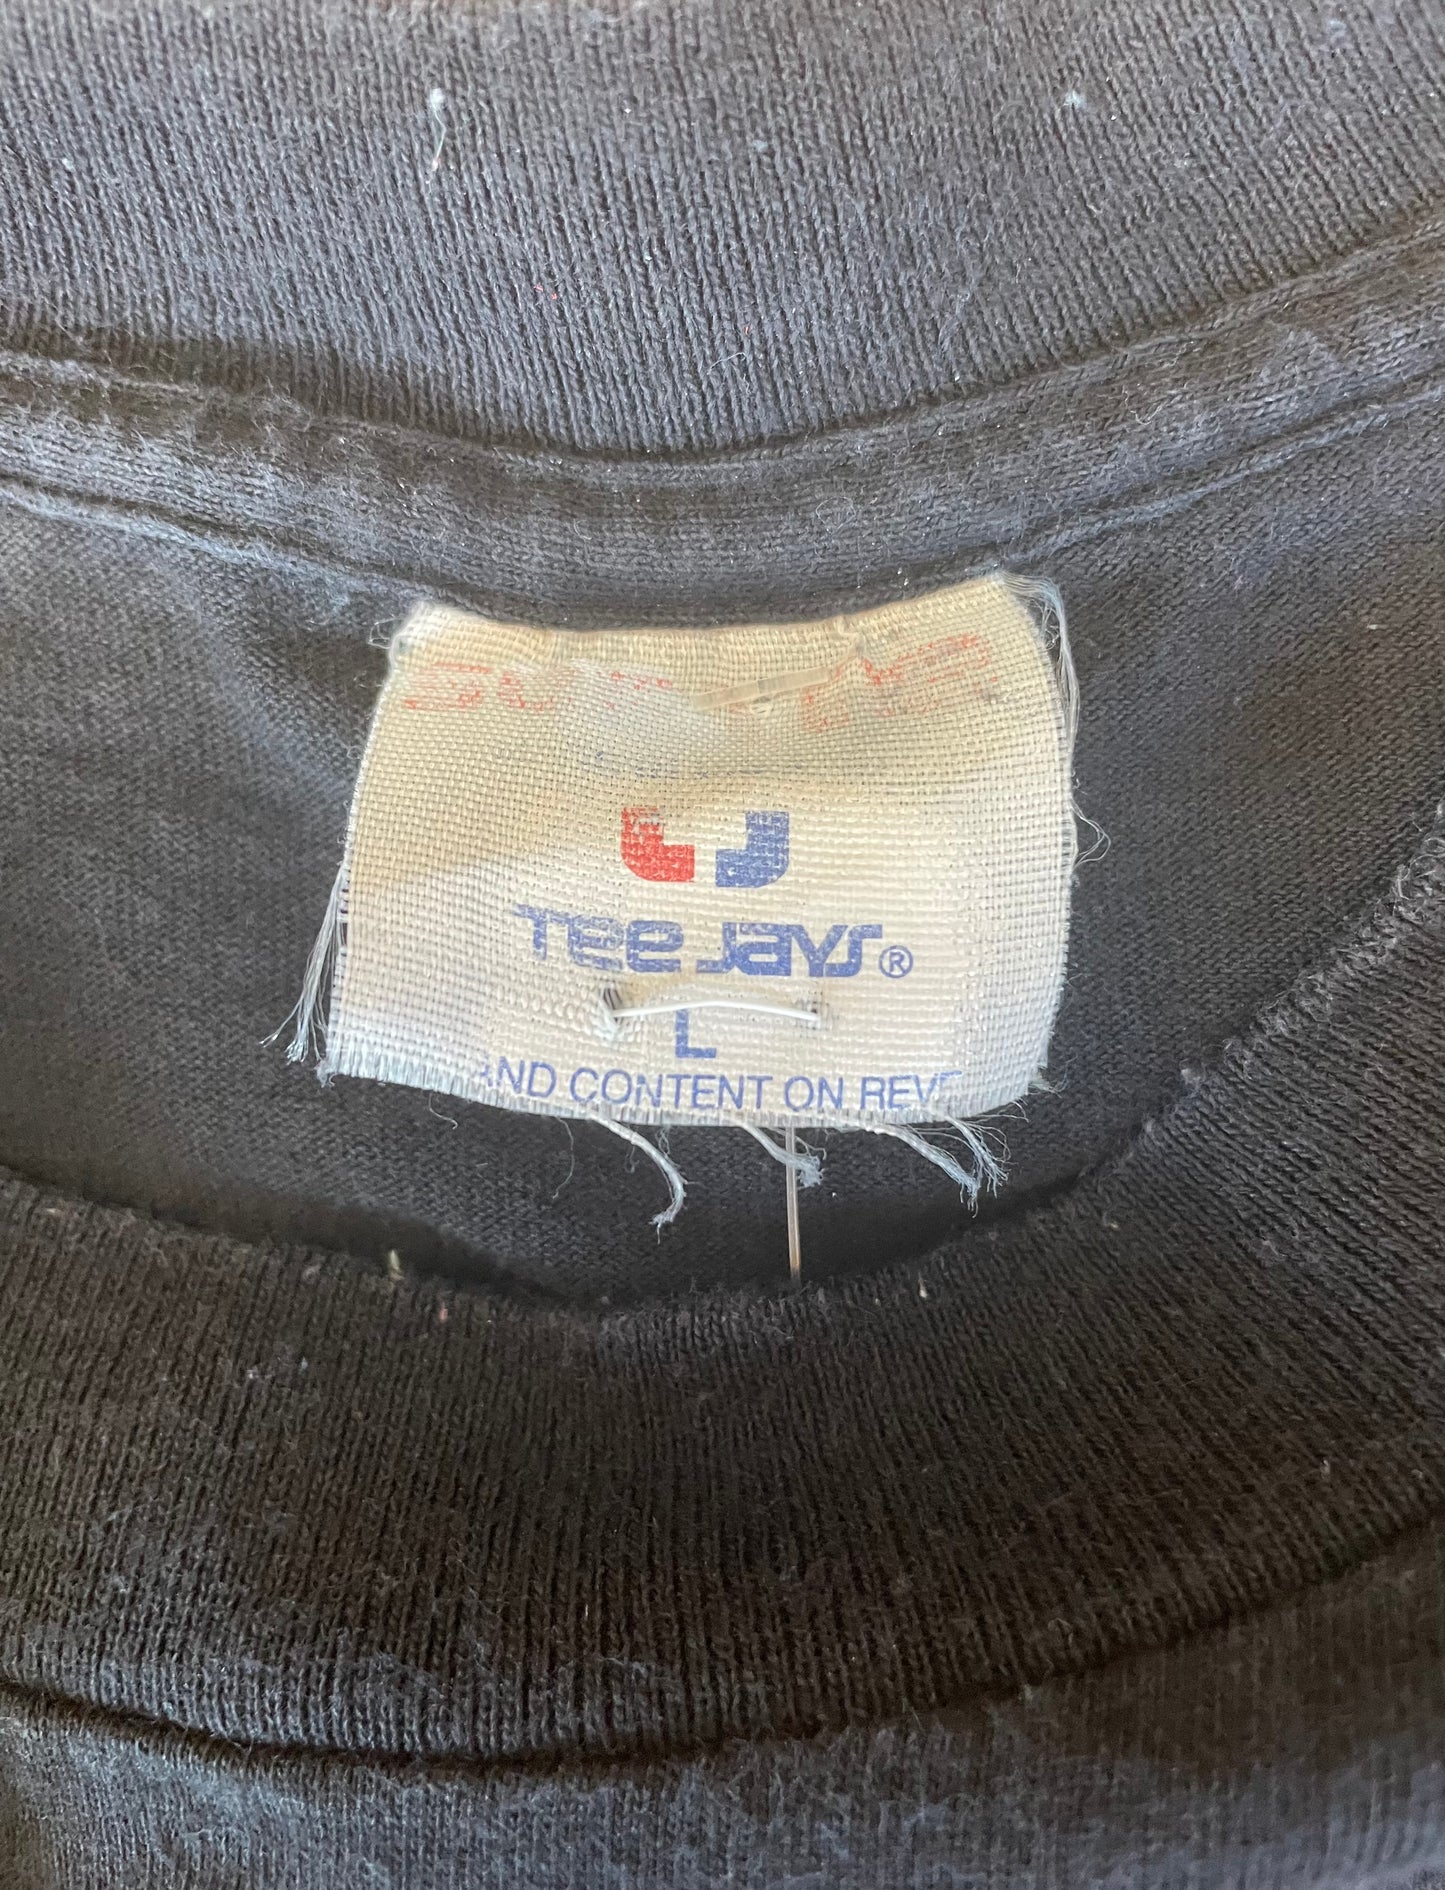 Tee Jays®
L
AND CONTENT ON REVE